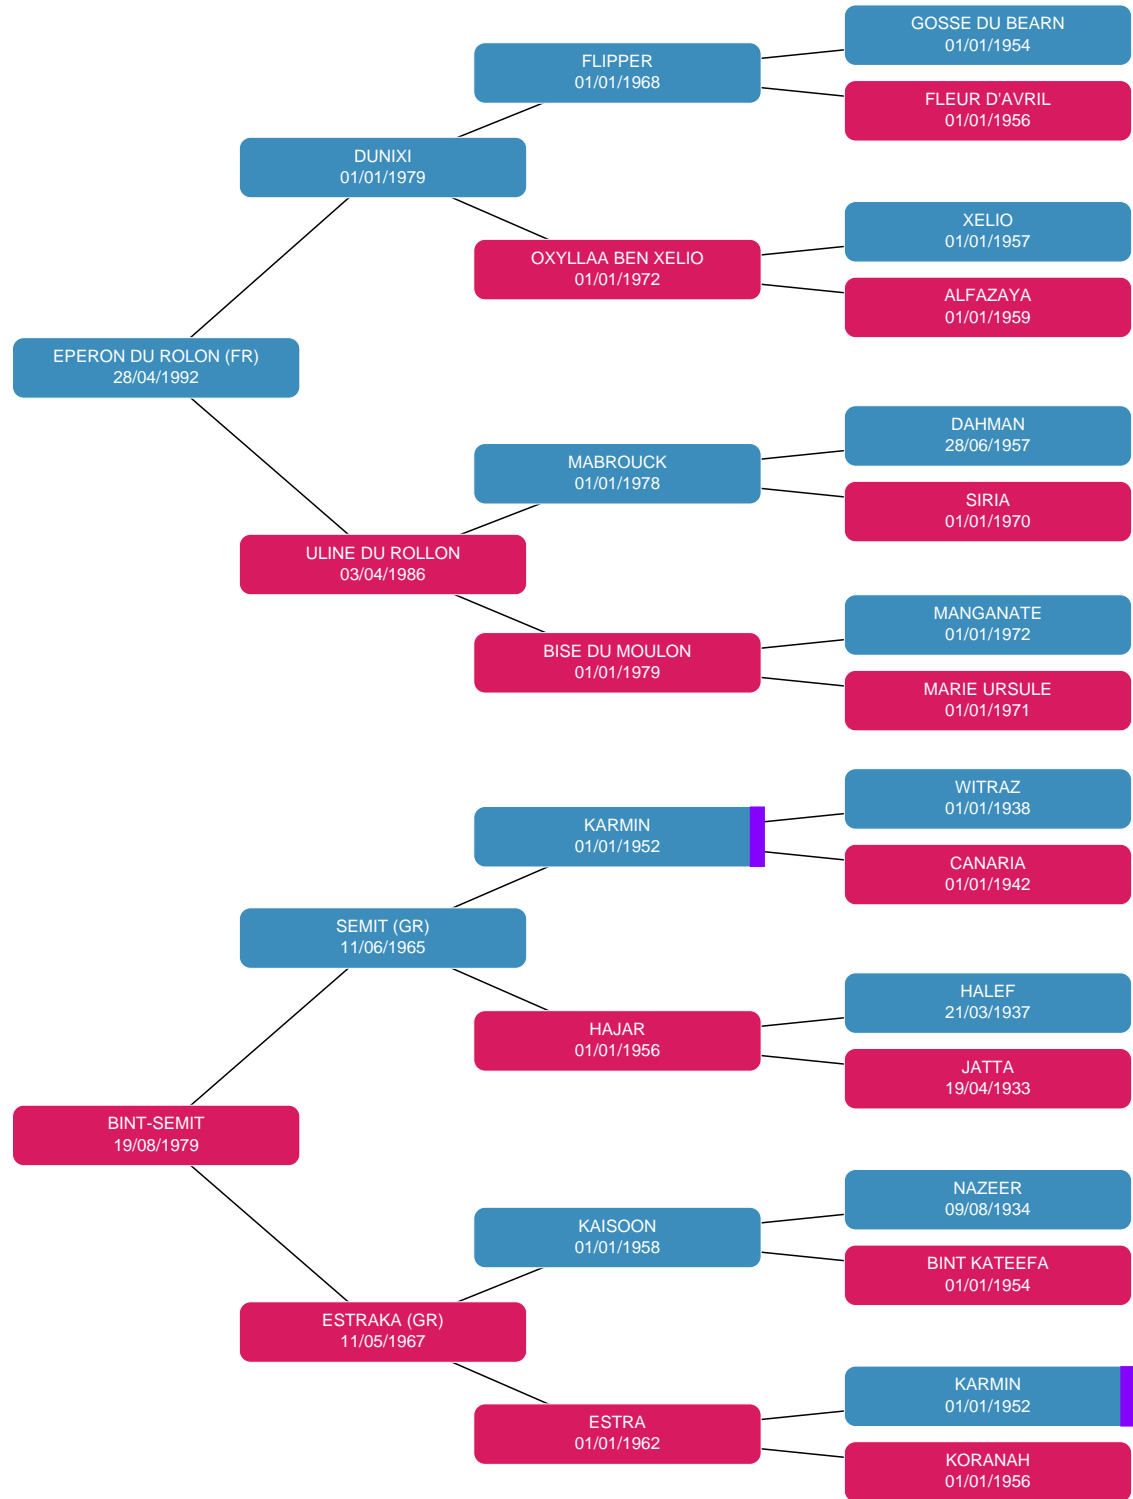 GOSSE DU BEARN
01/01/1954
FLIPPER
01/01/1968
FLEUR D'AVRIL
01/01/1956
DUNIXI
01/01/1979
XELIO
01/01/1957
OXYLLAA BEN XELIO
01/01/1972
ALFAZAYA
01/01/1959
EPERON DU ROLON (FR)
28/04/1992
DAHMAN
28/06/1957
MABROUCK
01/01/1978
SIRIA
01/01/1970
ULINE DU ROLLON
03/04/1986
MANGANATE
01/01/1972
BISE DU MOULON
01/01/1979
MARIE URSULE
01/01/1971
WITRAZ
01/01/1938
KARMIN
01/01/1952
CANARIA
01/01/1942
SEMIT (GR)
11/06/1965
HALEF
21/03/1937
HAJAR
01/01/1956
JATTA
19/04/1933
BINT-SEMIT
19/08/1979
NAZEER
09/08/1934
KAISOON
01/01/1958
BINT KATEEFA
01/01/1954
ESTRAKA (GR)
11/05/1967
KARMIN
01/01/1952
ESTRA
01/01/1962
KORANAH
01/01/1956